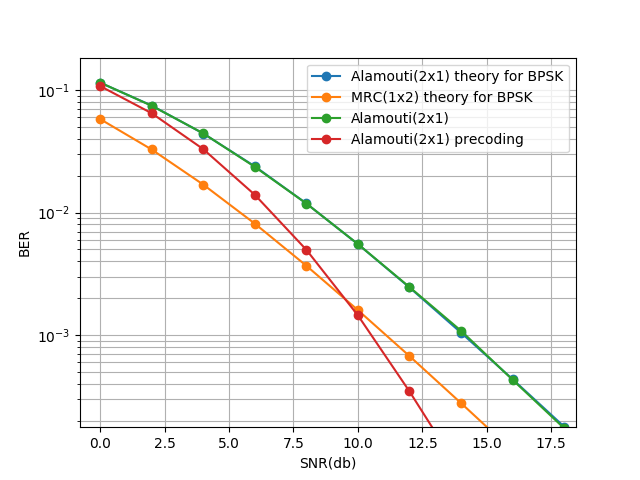 Alamouti(2x1) theory for BPSK
MRC(1x2) theory for BPSK
Alamouti(2x1)
Alamouti(2x1) precoding
10⁻¹
10⁻²
10⁻³
BER
0.0 2.5 5.0 7.5 10.0 12.5 15.0 17.5
SNR(db)